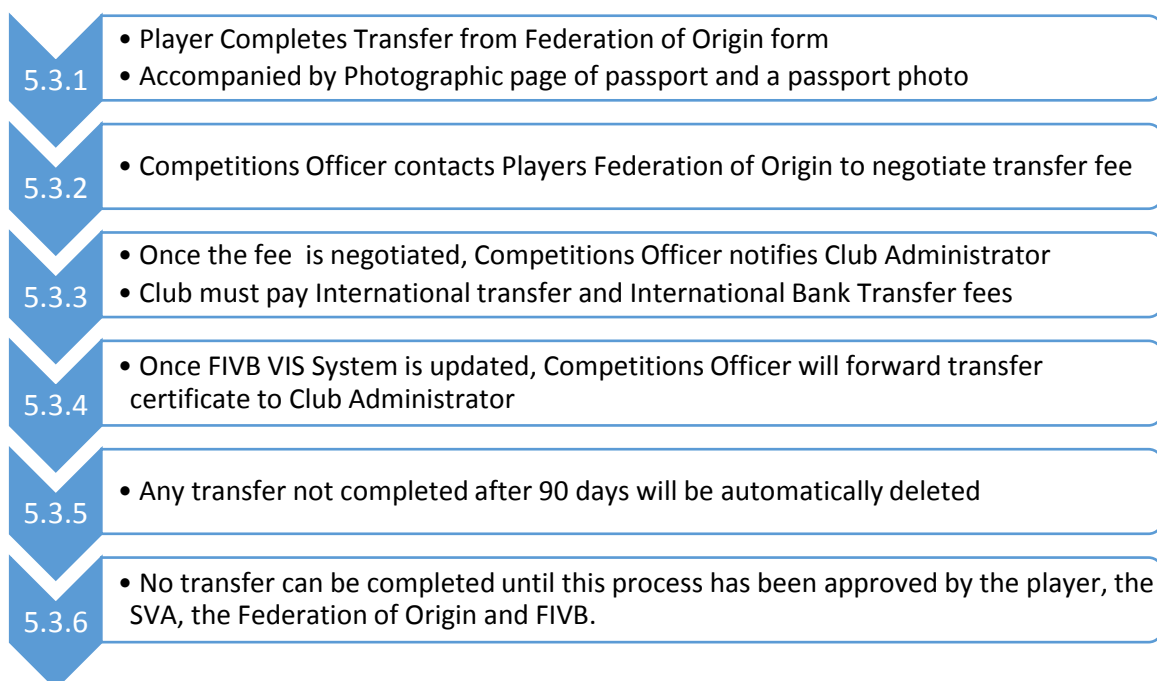 5.3.1
• Player Completes Transfer from Federation of Origin form
• Accompanied by Photographic page of passport and a passport photo
5.3.2
• Competitions Officer contacts Players Federation of Origin to negotiate transfer fee
5.3.3
• Once the fee  is negotiated, Competitions Officer notifies Club Administrator
• Club must pay International transfer and International Bank Transfer fees
5.3.4
• Once FIVB VIS System is updated, Competitions Officer will forward transfer
certificate to Club Administrator
5.3.5
• Any transfer not completed after 90 days will be automatically deleted
5.3.6
• No transfer can be completed until this process has been approved by the player, the
SVA, the Federation of Origin and FIVB.